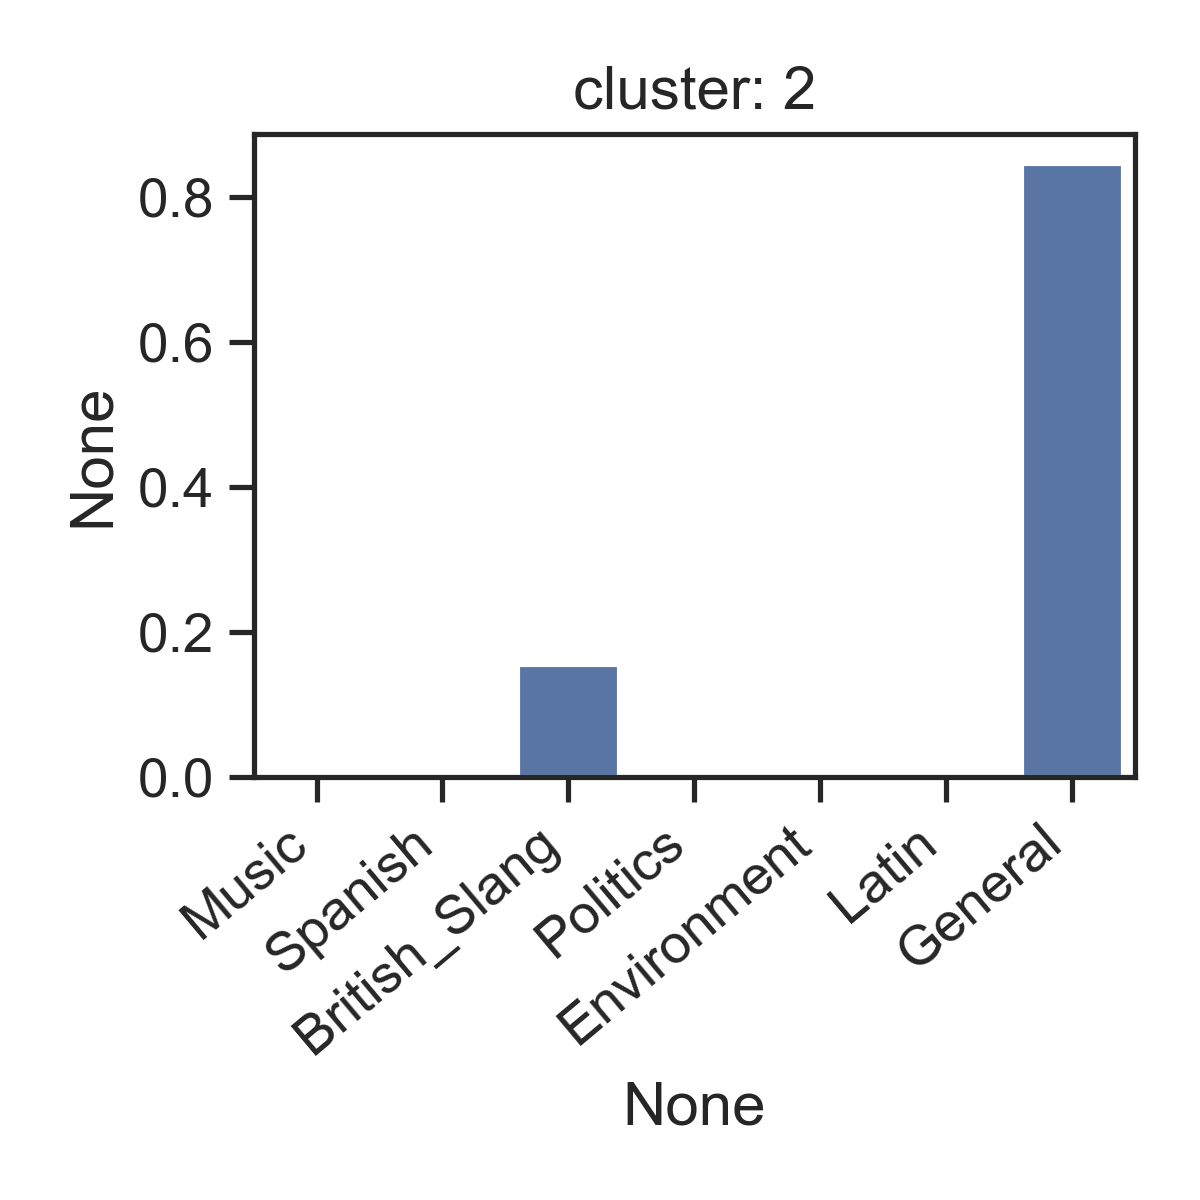 cluster: 2
None
0.8
0.6
0.4
0.2
0.0
Music
Spanish
British_Slang
Politics
Environment
Latin
General
None